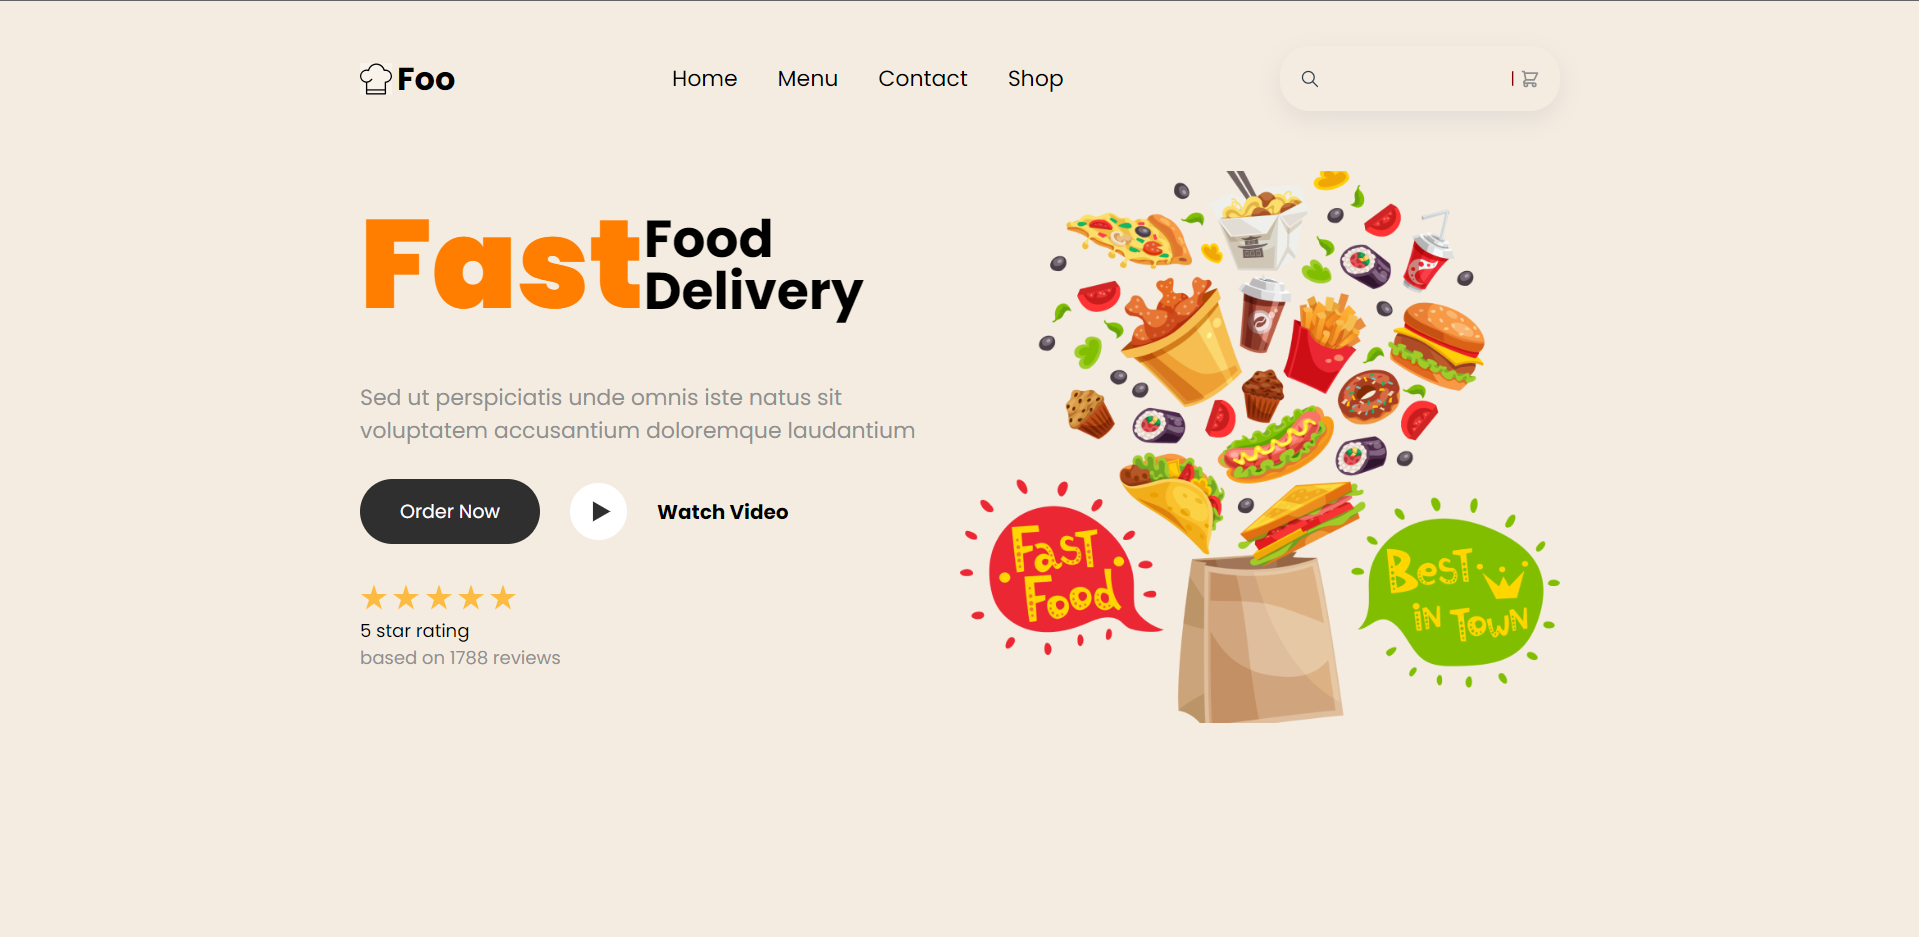 Foo
Home Menu Contact Shop
Fast Food
Delivery
Sed ut perspiciatis unde omnis iste natus sit
voluptatem accusantium doloremque laudantium
Order Now
Watch Video
5 star rating
based on 1788 reviews
FasT
Food
BesT
iN TowN